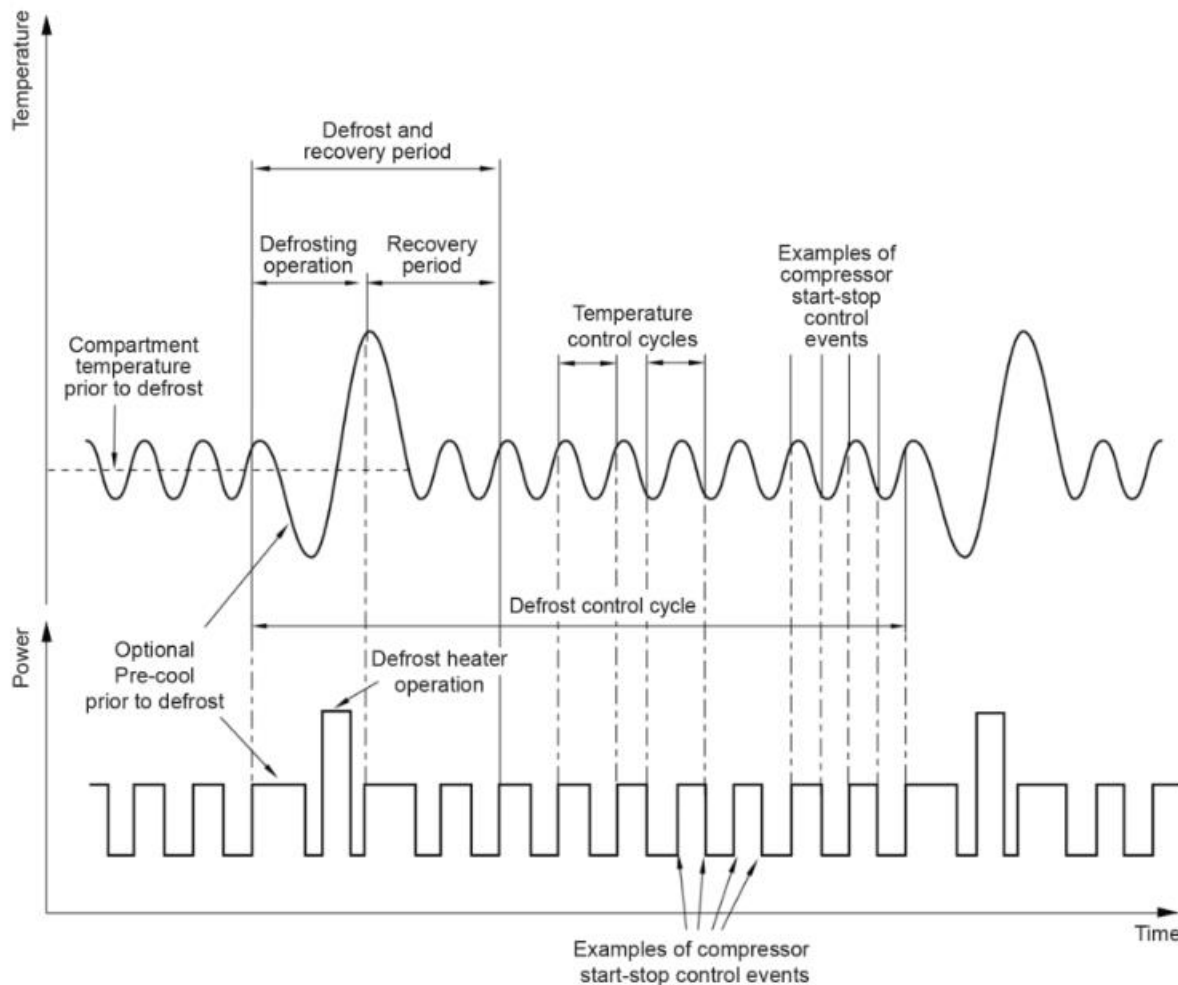 Temperature
Defrost and
recovery period
Defrosting
operation
Recovery
period
Examples of
compressor
start-stop
control
events
Temperature
control cycles
Compartment
temperature
prior to defrost
Defrost control cycle
Power
Optional
Pre-cool
prior to defrost
Defrost heater
operation
Time
Examples of compressor
start-stop control events